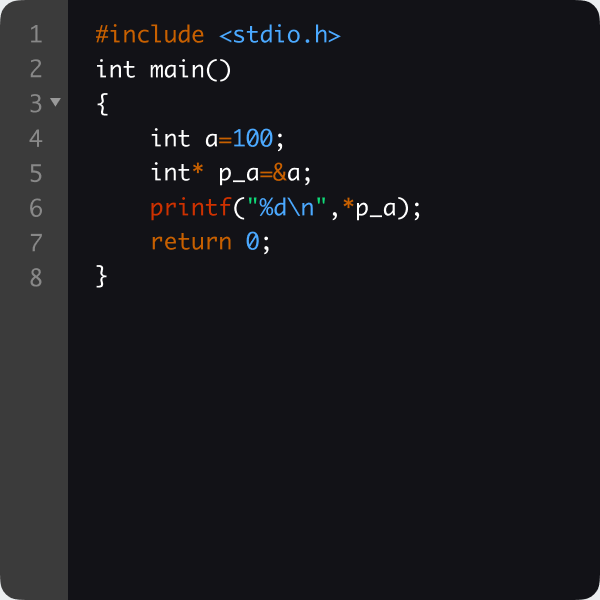 1 #include <stdio.h>
2 int main()
3 {
4     int a=100;
5     int* p_a=&a;
6     printf("%d\n",*p_a);
7     return 0;
8 }